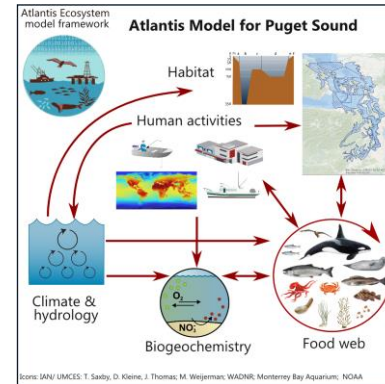 Atlantis Ecosystem
model framework
Atlantis Model for Puget Sound
Habitat
Human activities
Climate &
hydrology
O₂
NO₃⁻
Biogeochemistry
Food web
Icons: IAN/ UMCES: T. Saxby, D. Kleine, J. Thomas; M. Weijerman; WADNR; Monterey Bay Aquarium; NOAA